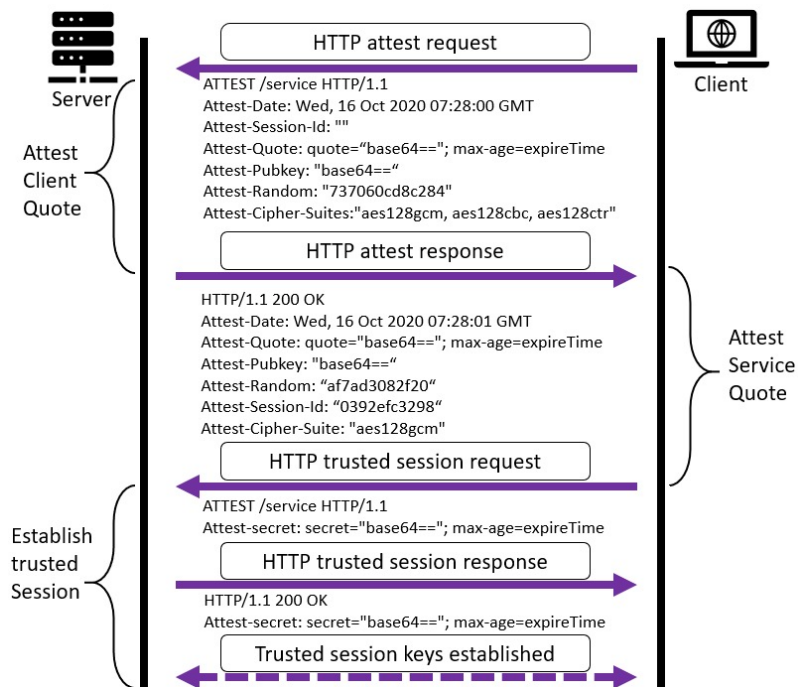 HTTP attest request
Server
Client
ATTEST /service HTTP/1.1
Attest-Date: Wed, 16 Oct 2020 07:28:00 GMT
Attest-Session-Id: ""
Attest-Quote: quote=“base64=="; max-age=expireTime
Attest-Pubkey: "base64==“
Attest-Random: "737060cd8c284"
Attest-Cipher-Suites:"aes128gcm, aes128cbc, aes128ctr"
Attest
Client
Quote
HTTP attest response
HTTP/1.1 200 OK
Attest-Date: Wed, 16 Oct 2020 07:28:01 GMT
Attest-Quote: quote="base64=="; max-age=expireTime
Attest-Pubkey: "base64==“
Attest-Random: “af7ad3082f20“
Attest-Session-Id: “0392efc3298“
Attest-Cipher-Suite: "aes128gcm"
Attest
Service
Quote
HTTP trusted session request
ATTEST /service HTTP/1.1
Attest-secret: secret="base64=="; max-age=expireTime
Establish
trusted
Session
HTTP trusted session response
HTTP/1.1 200 OK
Attest-secret: secret="base64=="; max-age=expireTime
Trusted session keys established